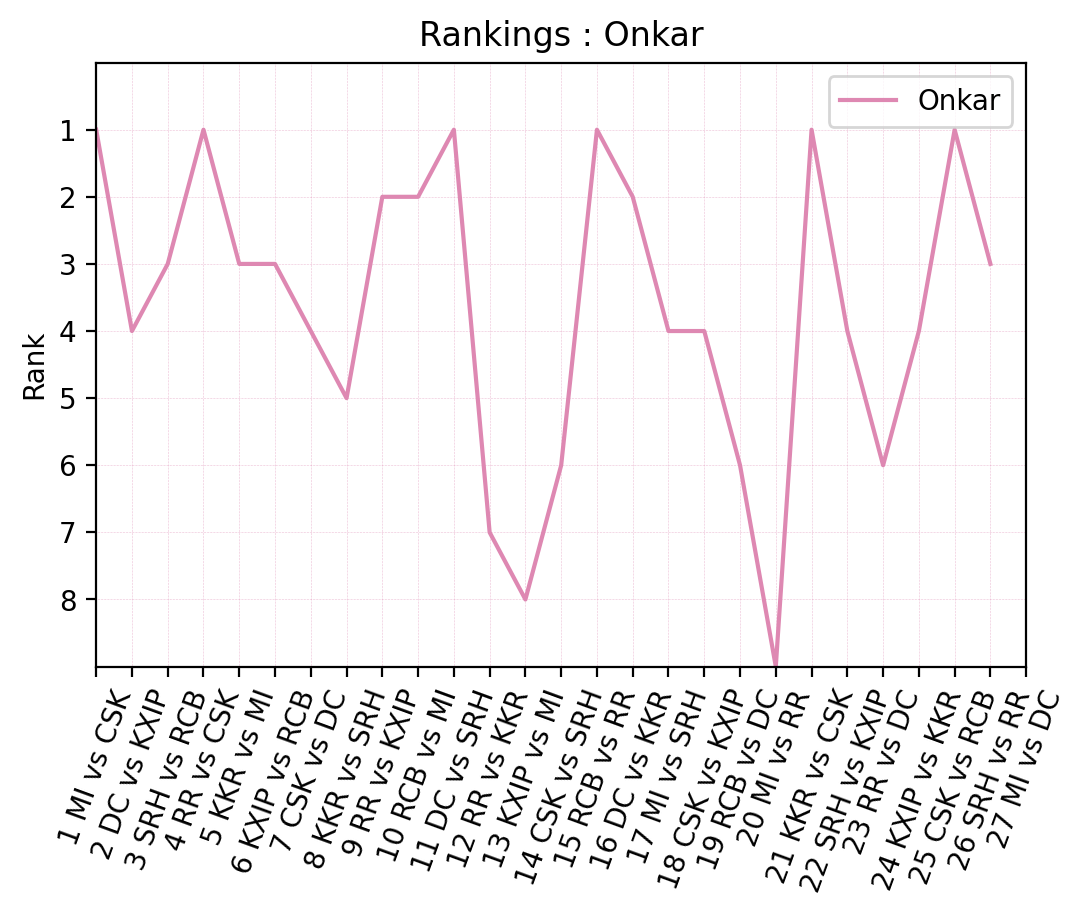 Rankings : Onkar
Onkar
Rank
1
2
3
4
5
6
7
8
1 MI vs CSK
2 DC vs KXIP
3 SRH vs RCB
4 RR vs CSK
5 KKR vs MI
6 KXIP vs RCB
7 CSK vs DC
8 KKR vs SRH
9 RR vs KXIP
10 RCB vs MI
11 DC vs SRH
12 RR vs KKR
13 KXIP vs MI
14 CSK vs SRH
15 RCB vs RR
16 DC vs KKR
17 MI vs SRH
18 CSK vs KXIP
19 RCB vs DC
20 MI vs RR
21 KKR vs CSK
22 SRH vs KXIP
23 RR vs DC
24 KXIP vs KKR
25 CSK vs RCB
26 SRH vs RR
27 MI vs DC